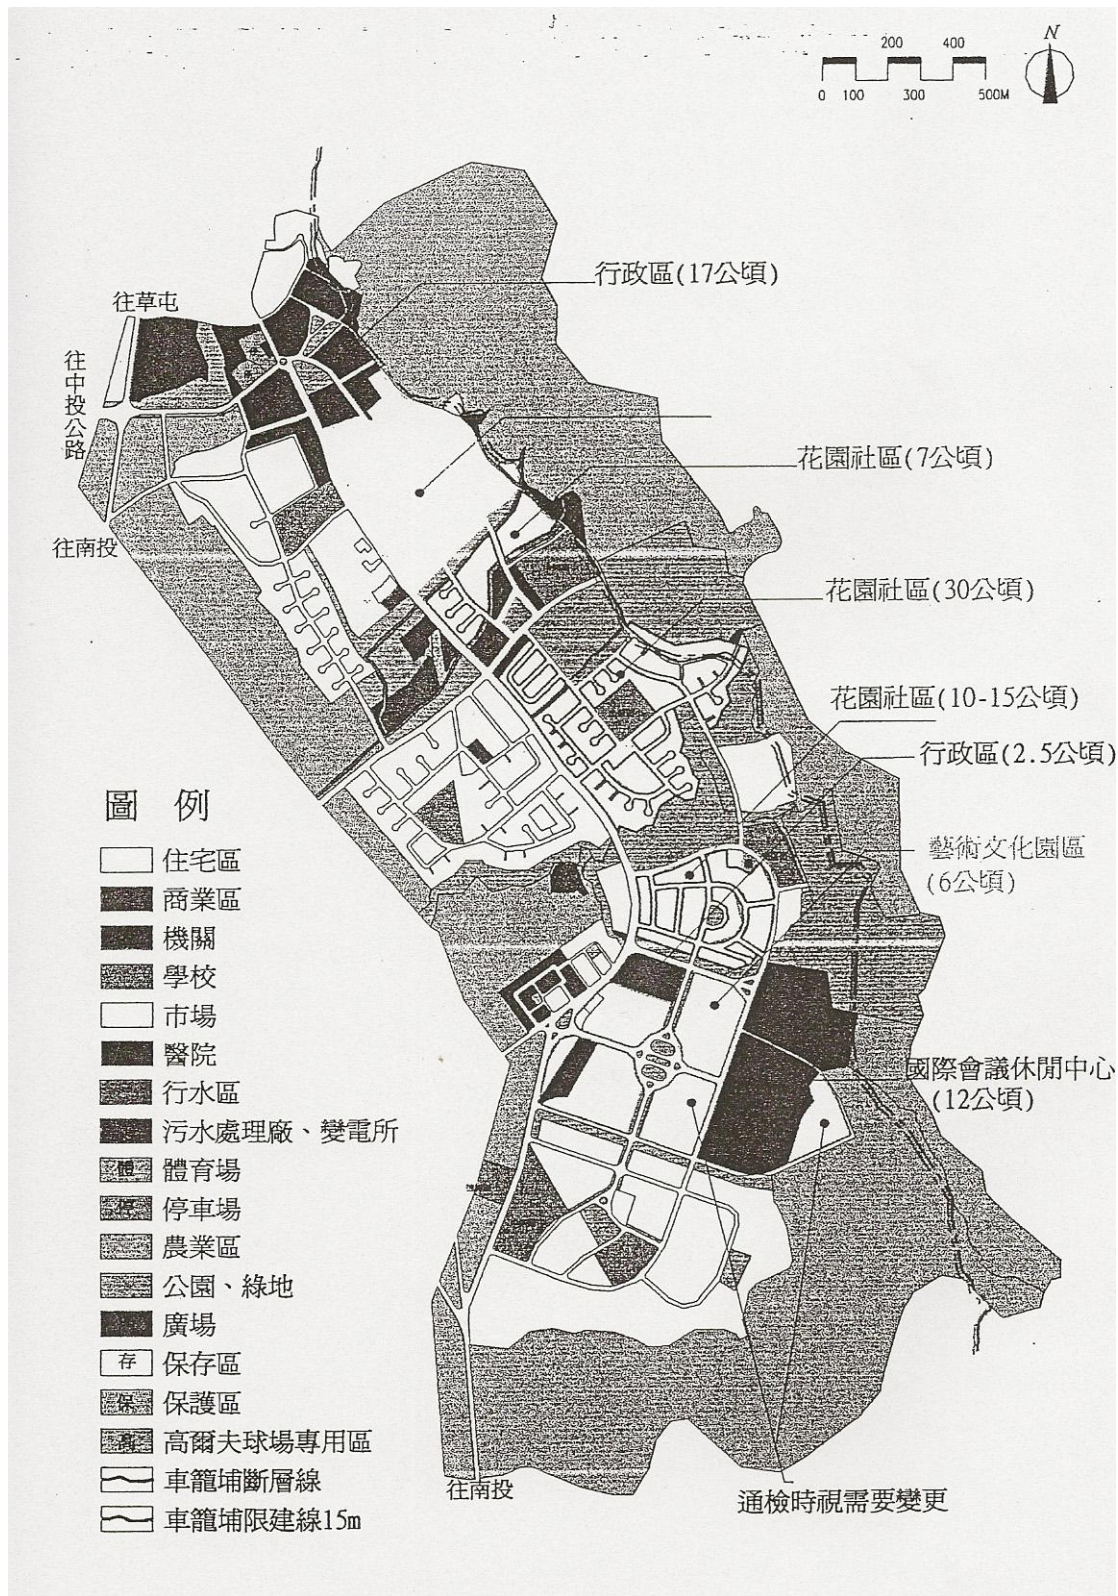 N
200 400
0 100 300 500M
行政區(17公頃)
往草屯
往中投公路
花園社區(7公頃)
往南投
花園社區(30公頃)
花園社區(10-15公頃)
行政區(2.5公頃)
藝術文化園區
(6公頃)
國際會議休閒中心
(12公頃)
圖 例
住宅區
商業區
機關
學校
市場
醫院
行水區
污水處理廠、變電所
體 體育場
停 停車場
農業區
公園、綠地
廣場
存 保存區
保 保護區
高 高爾夫球場專用區
車籠埔斷層線
車籠埔限建線15m
往南投
通檢時視需要變更